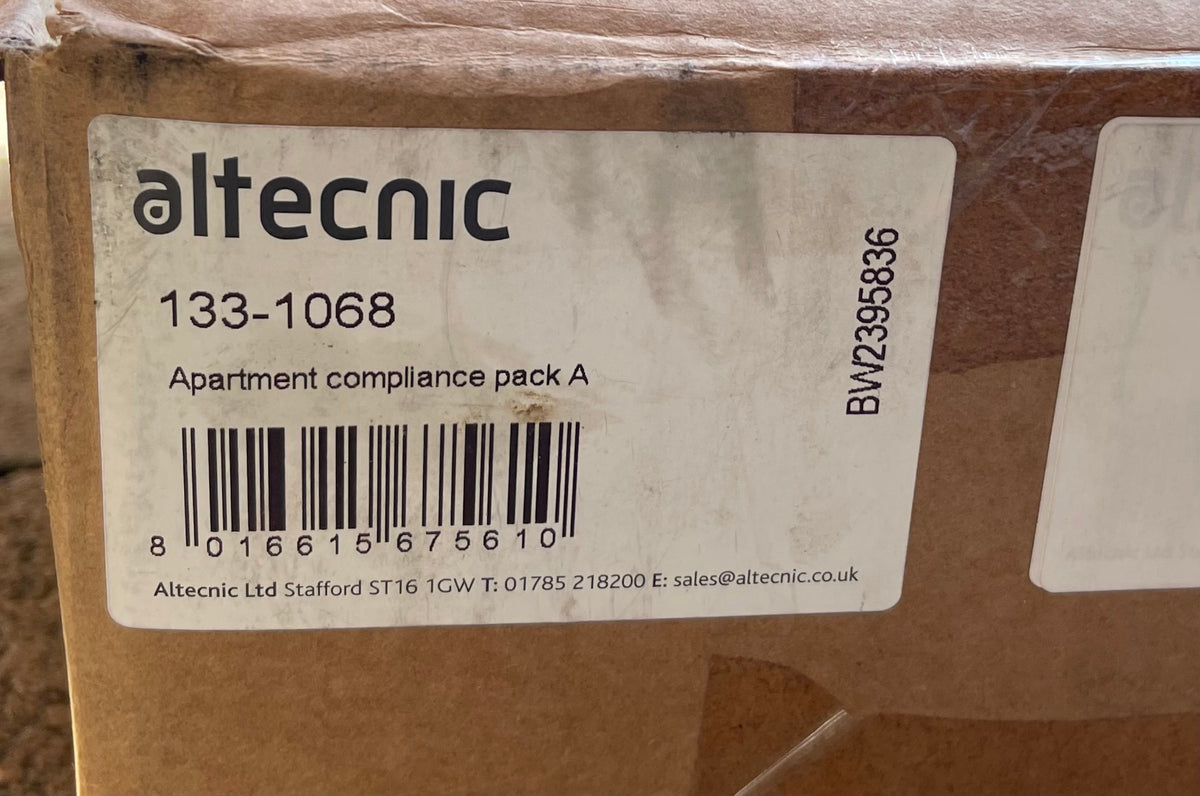 altecnic
133-1068
Apartment compliance pack A
BW2395836
8 016615 675610
Altecnic Ltd Stafford ST16 1GW T: 01785 218200 E: sales@altecnic.co.uk